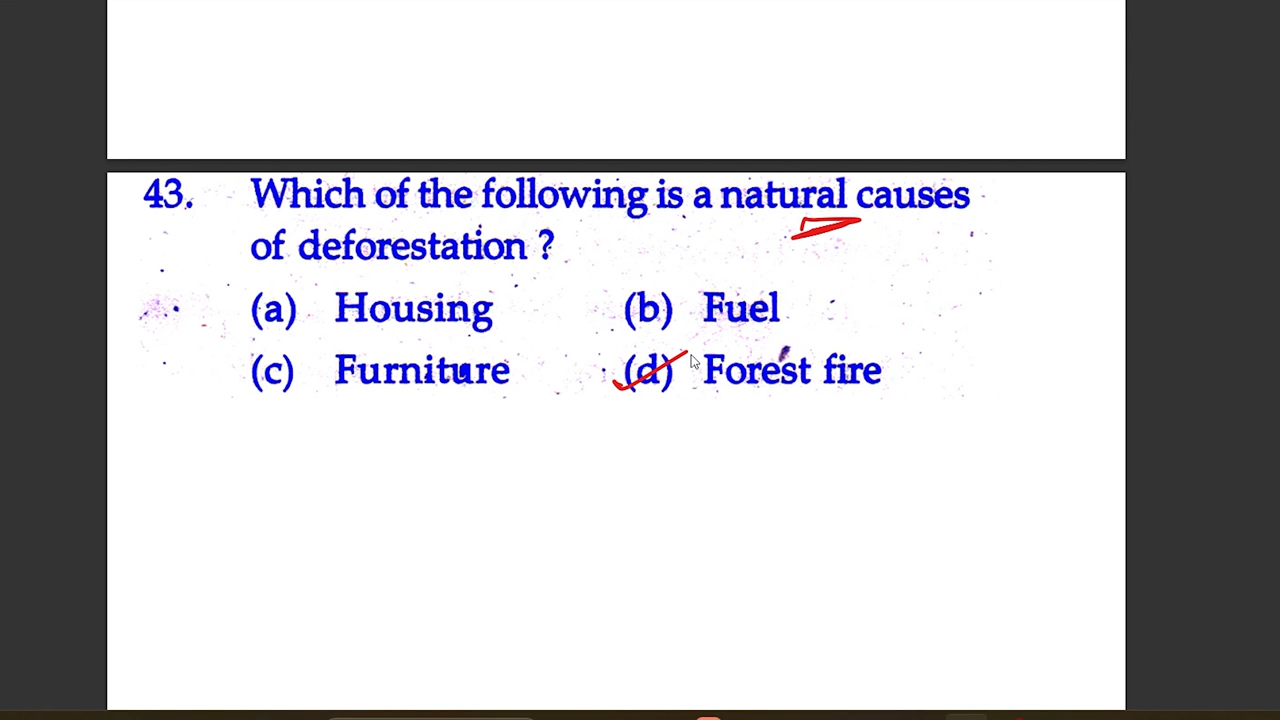 43. Which of the following is a natural causes
of deforestation ?
(a) Housing (b) Fuel
(c) Furniture (d) Forest fire